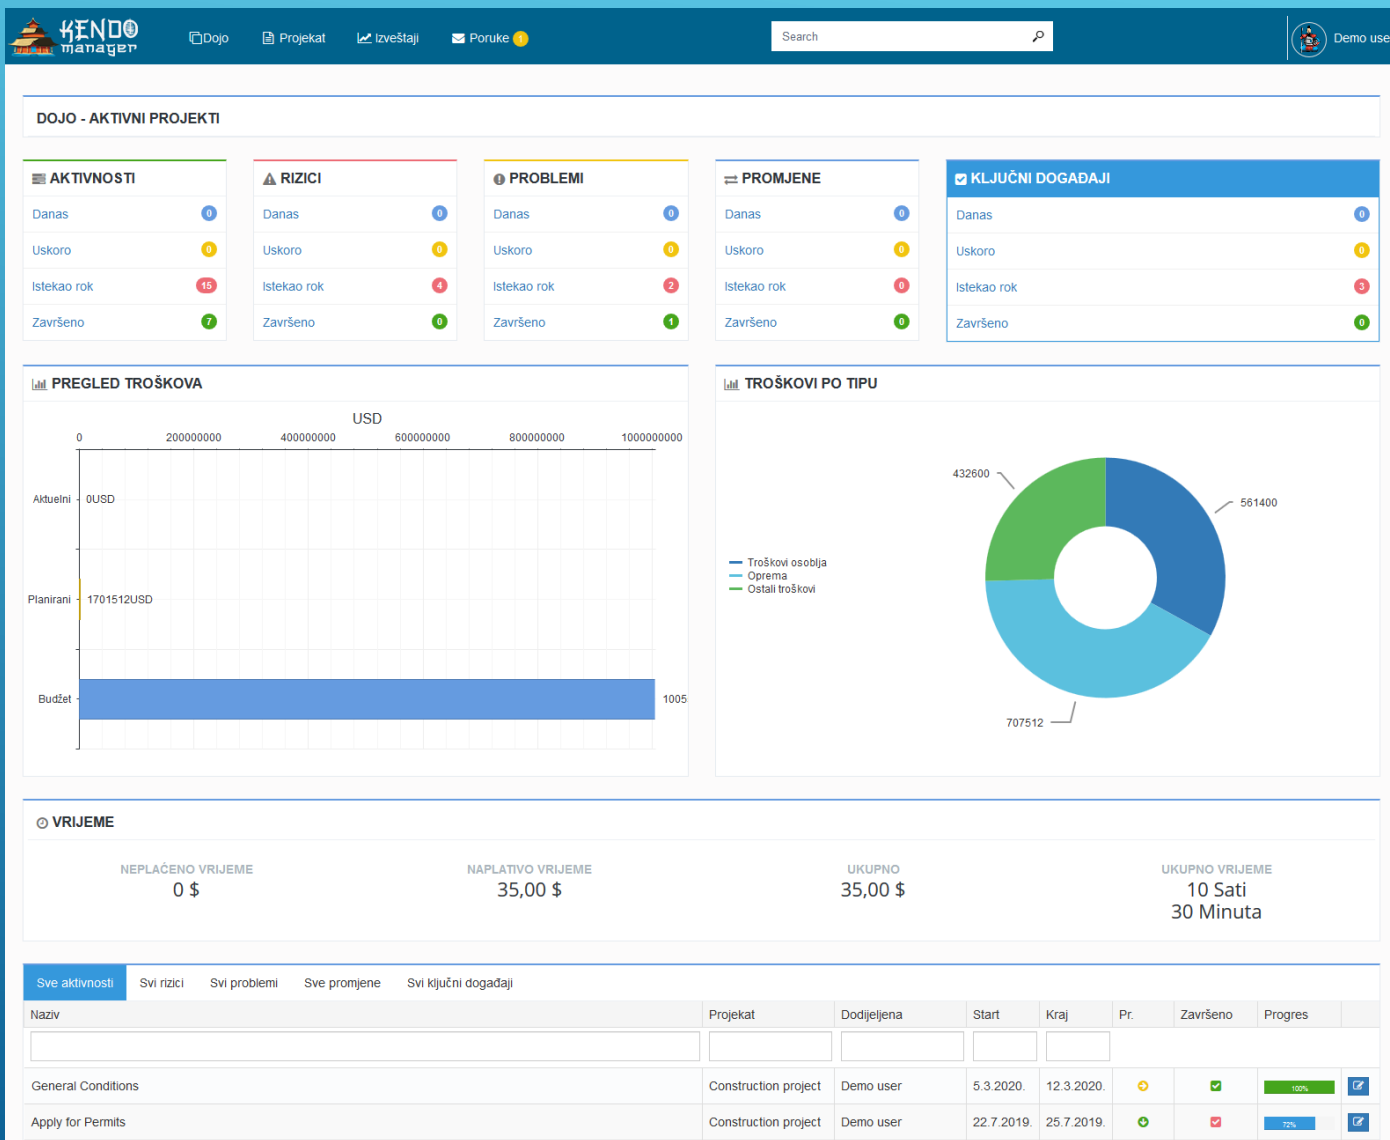 KENDO manager
Dojo Projekat Izveštaji Poruke 1
Search
Demo use
DOJO - AKTIVNI PROJEKTI
AKTIVNOSTI
Danas 0
Uskoro 0
Istekao rok 15
Završeno 7
RIZICI
Danas 0
Uskoro 0
Istekao rok 4
Završeno 0
PROBLEMI
Danas 0
Uskoro 0
Istekao rok 2
Završeno 1
PROMJENE
Danas 0
Uskoro 0
Istekao rok 0
Završeno 0
KLJUČNI DOGAĐAJI
Danas 0
Uskoro 0
Istekao rok 3
Završeno 0
PREGLED TROŠKOVA
USD
0 200000000 400000000 600000000 800000000 1000000000
Aktuelni 0USD
Planirani 1701512USD
Budžet 1005
TROŠKOVI PO TIPU
432600
561400
Troškovi osoblja
Oprema
Ostali troškovi
707512
VRIJEME
NEPLAĆENO VRIJEME
0 $
NAPLATIVO VRIJEME
35,00 $
UKUPNO
35,00 $
UKUPNO VRIJEME
10 Sati
30 Minuta
Sve aktivnosti Svi rizici Svi problemi Sve promjene Svi ključni događaji
Naziv Projekat Dodijeljena Start Kraj Pr. Završeno Progres
General Conditions Construction project Demo user 5.3.2020. 12.3.2020. 100%
Apply for Permits Construction project Demo user 22.7.2019. 25.7.2019. 72%